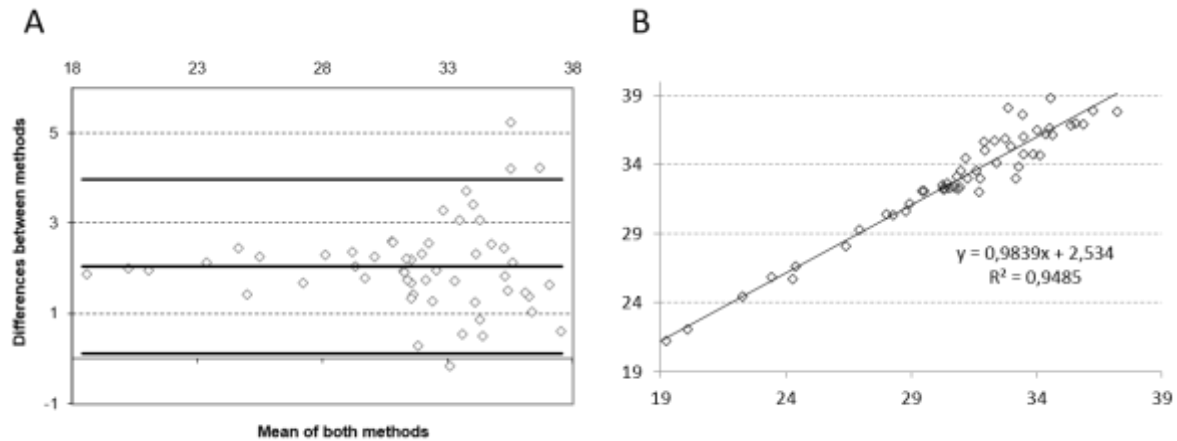 A
18 23 28 33 38
5
3
1
-1
Differences between methods
Mean of both methods
B
39
34
29
24
19
y = 0,9839x + 2,534
R² = 0,9485
19 24 29 34 39